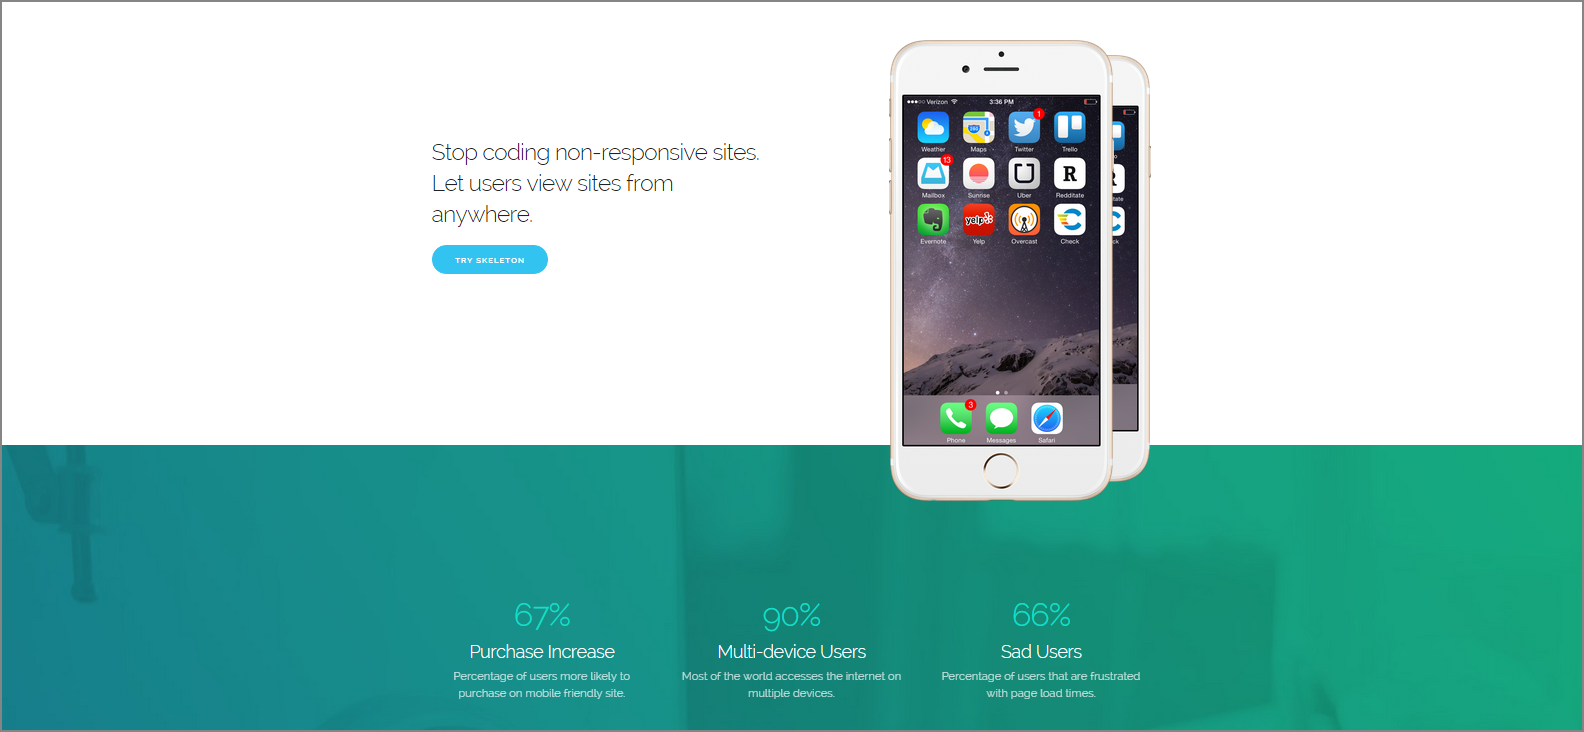 Stop coding non-responsive sites.
Let users view sites from
anywhere.
TRY SKELETON
Verizon 3:36 PM
1
Weather Maps Twitter Trello
13
Mailbox Sunrise Uber Redditate
280
R
yelp
Evernote Yelp Overcast Check
3
Phone Messages Safari
67% 90% 66%
Purchase Increase Multi-device Users Sad Users
Percentage of users more likely to Most of the world accesses the internet on Percentage of users that are frustrated
purchase on mobile friendly site. multiple devices. with page load times.